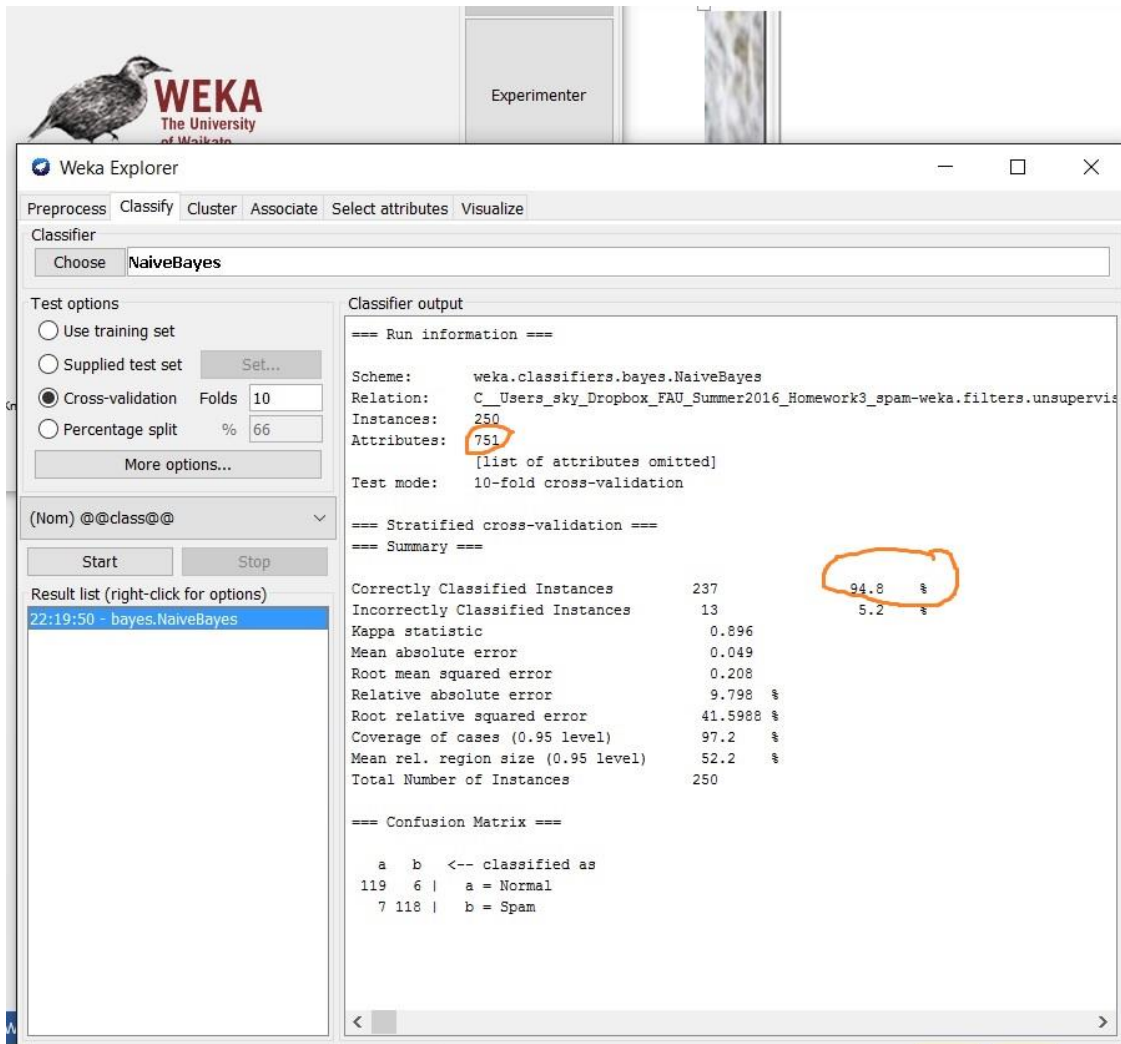 WEKA
The University
of Waikato
Experimenter
Weka Explorer
Preprocess Classify Cluster Associate Select attributes Visualize
Classifier
Choose NaiveBayes
Test options
Use training set
Supplied test set Set...
Cross-validation Folds 10
Percentage split % 66
More options...
(Nom) @@class@@
Start Stop
Result list (right-click for options)
22:19:50 - bayes.NaiveBayes
Classifier output
=== Run information ===
Scheme: weka.classifiers.bayes.NaiveBayes
Relation: C__Users_sky_Dropbox_FAU_Summer2016_Homework3_spam-weka.filters.unsupervis
Instances: 250
Attributes: 751
[list of attributes omitted]
Test mode: 10-fold cross-validation
=== Stratified cross-validation ===
=== Summary ===
Correctly Classified Instances 237 94.8 %
Incorrectly Classified Instances 13 5.2 %
Kappa statistic 0.896
Mean absolute error 0.049
Root mean squared error 0.208
Relative absolute error 9.798 %
Root relative squared error 41.5988 %
Coverage of cases (0.95 level) 97.2 %
Mean rel. region size (0.95 level) 52.2 %
Total Number of Instances 250
=== Confusion Matrix ===
a b <-- classified as
119 6 | a = Normal
7 118 | b = Spam